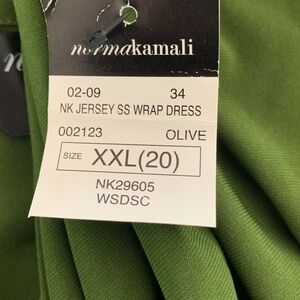 normakamali
02-09 34
NK JERSEY SS WRAP DRESS
002123 OLIVE
SIZE XXL(20)
NK29605
WSDSC